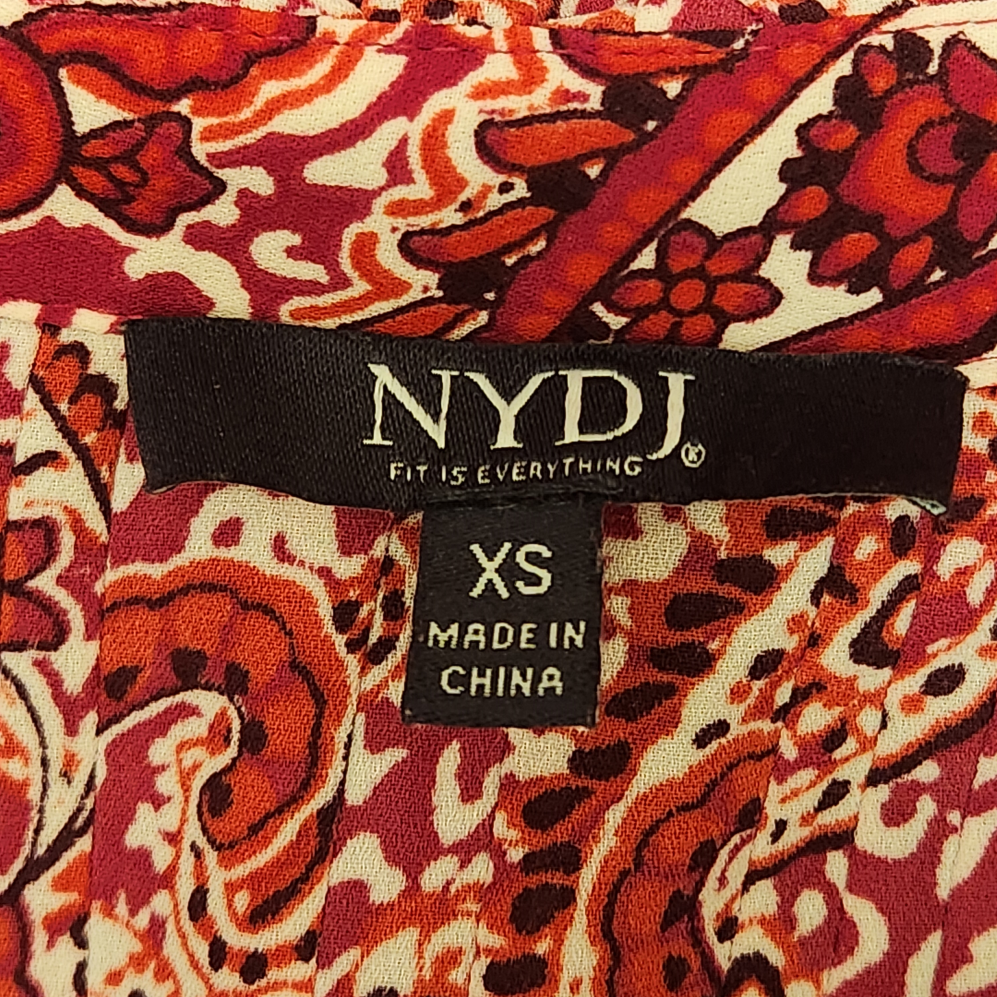 NYDJ®
FIT IS EVERYTHING
XS
MADE IN
CHINA